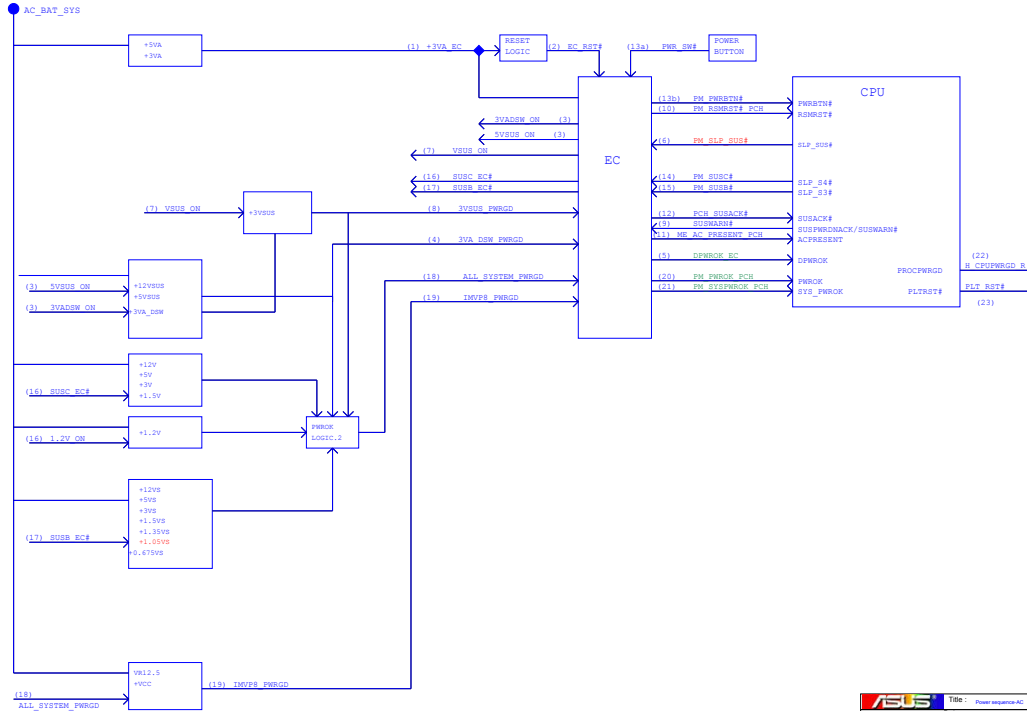 AC_BAT_SYS
+5VA
+3VA
(1) +3VA_EC
RESET
LOGIC
(2) EC_RST#
(13a) PWR_SW#
POWER
BUTTON
CPU
EC
(13b) PM_PWRBTN#
PWRBTN#
(10) PM_RSMRST#_PCH
RSMRST#
3VADSW_ON (3)
5VSUS_ON (3)
(7) VSUS_ON
(6) PM_SLP_SUS#
SLP_SUS#
(16) SUSC_EC#
(17) SUSB_EC#
(14) PM_SUSC#
SLP_S4#
(15) PM_SUSB#
SLP_S3#
(7) VSUS_ON
+3VSUS
(8) 3VSUS_PWRGD
(12) PCH_SUSACK#
SUSACK#
(9) SUSWARN#
SUSPWRDNACK/SUSWARN#
(11) ME_AC_PRESENT_PCH
ACPRESENT
(4) 3VA_DSW_PWRGD
(5) DPWROK_EC
DPWROK
(22)
H_CPUPWRGD_R
PROCPWRGD
(18) ALL_SYSTEM_PWRGD
(20) PM_PWROK_PCH
PWROK
(21) PM_SYSPWROK_PCH
SYS_PWROK
PLTRST#
PLT_RST#
(23)
(19) IMVP8_PWRGD
(3) 5VSUS_ON
(3) 3VADSW_ON
+12VSUS
+5VSUS
+3VA_DSW
+12V
+5V
+3V
+1.5V
(16) SUSC_EC#
+1.2V
(16) 1.2V_ON
PWROK
LOGIC.2
+12VS
+5VS
+3VS
+1.5VS
+1.35VS
+1.05VS
+0.675VS
(17) SUSB_EC#
VR12.5
+VCC
(19) IMVP8_PWRGD
(18)
ALL_SYSTEM_PWRGD
ASUS
Title : Power sequence-AC